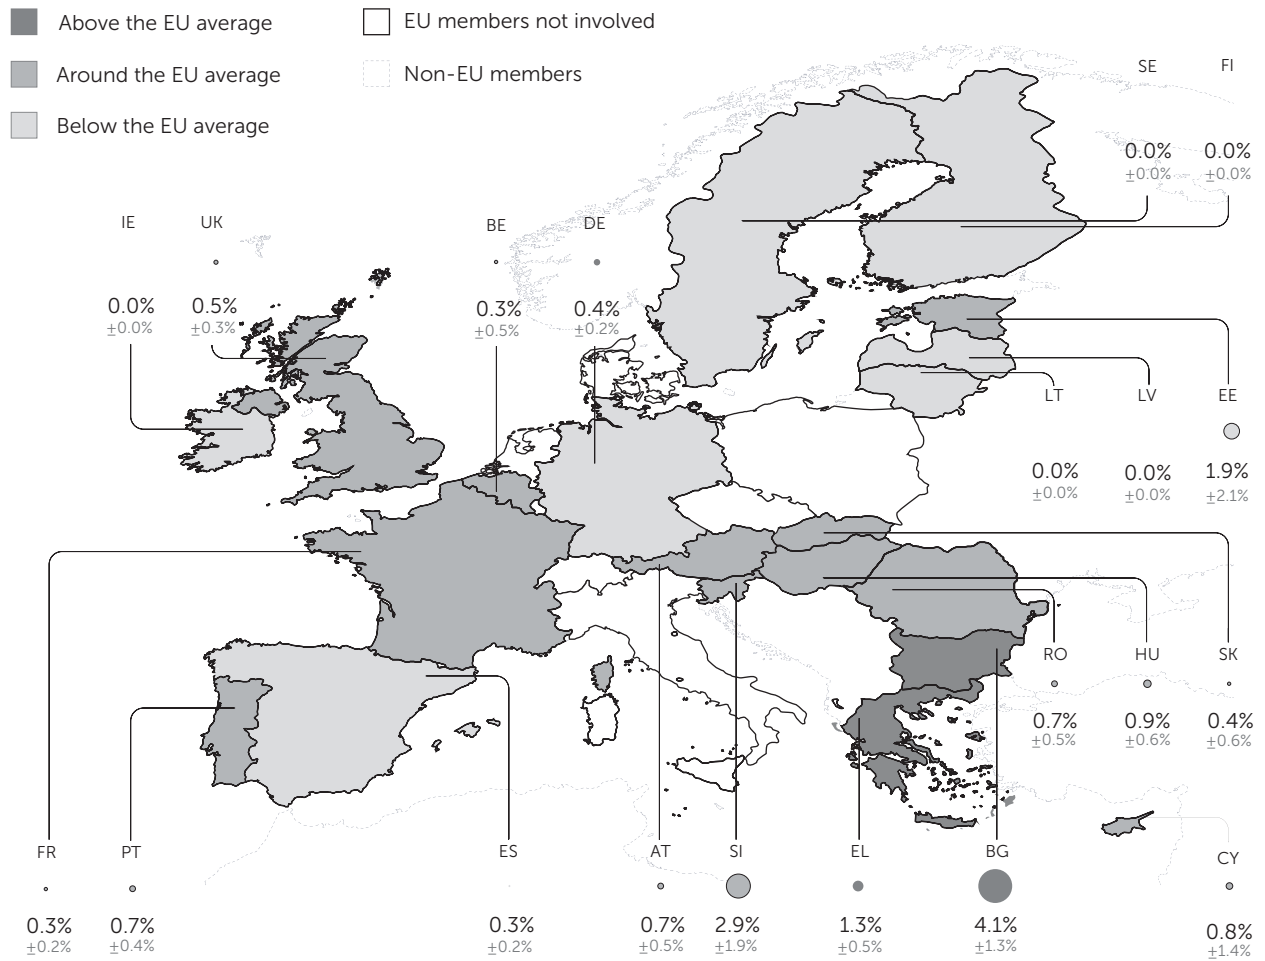 Above the EU average
EU members not involved
Around the EU average
Non-EU members
Below the EU average
SE FI
0.0% 0.0%
±0.0% ±0.0%
IE UK BE DE
0.0% 0.5% 0.3% 0.4%
±0.0% ±0.3% ±0.5% ±0.2%
LT LV EE
0.0% 0.0% 1.9%
±0.0% ±0.0% ±2.1%
RO HU SK
0.7% 0.9% 0.4%
±0.5% ±0.6% ±0.6%
FR PT ES AT SI EL BG CY
0.3% 0.7% 0.3% 0.7% 2.9% 1.3% 4.1% 0.8%
±0.2% ±0.4% ±0.2% ±0.5% ±1.9% ±0.5% ±1.3% ±1.4%